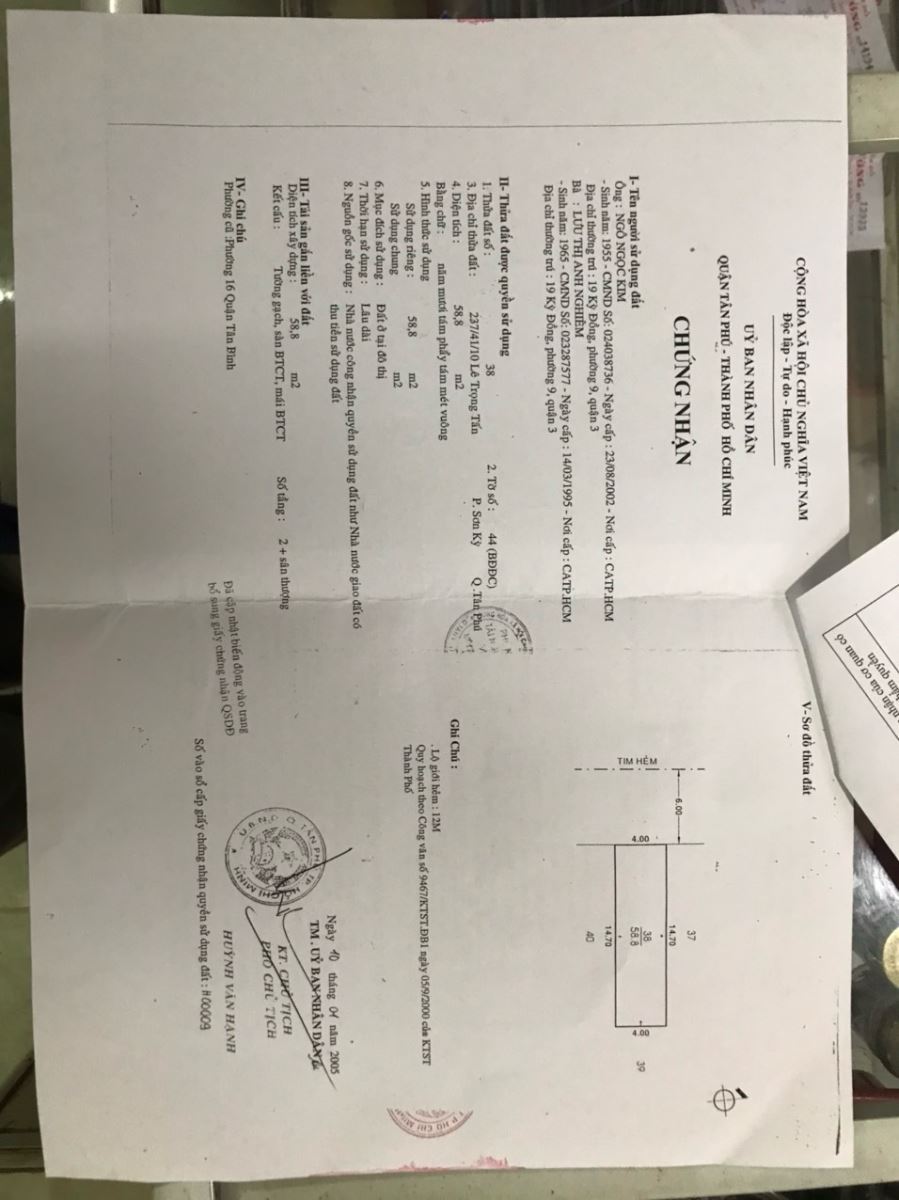 CỘNG HÒA XÃ HỘI CHỦ NGHĨA VIỆT NAM
Độc lập - Tự do - Hạnh phúc
UỶ BAN NHÂN DÂN
QUẬN TÂN PHÚ - THÀNH PHỐ HỒ CHÍ MINH
CHỨNG NHẬN
I- Tên người sử dụng đất
Ông : NGÔ NGỌC KIM
- Sinh năm: 1955 - CMND Số: 024038736 - Ngày cấp : 23/08/2002 - Nơi cấp : CATP.HCM
Địa chỉ thường trú : 19 Kỳ Đồng, phường 9, quận 3
Bà : LƯU THỊ ANH NGHIÊM
- Sinh năm: 1965 - CMND Số: 023287577 - Ngày cấp : 14/03/1995 - Nơi cấp : CATP.HCM
Địa chỉ thường trú : 19 Kỳ Đồng, phường 9, quận 3
II- Thửa đất được quyền sử dụng
1. Thửa đất số : 38 2. Tờ số : 44 (BĐĐC)
3. Địa chỉ thửa đất : 237/41/10 Lê Trọng Tấn P. Sơn Kỳ Q .Tân Phú
4. Diện tích : 58,8 m2
Bằng chữ : năm mươi tám phẩy tám mét vuông
5. Hình thức sử dụng
Sử dụng riêng : 58,8 m2
Sử dụng chung m2
6. Mục đích sử dụng : Đất ở tại đô thị
7. Thời hạn sử dụng : Lâu dài
8. Nguồn gốc sử dụng : Nhà nước công nhận quyền sử dụng đất như Nhà nước giao đất có
thu tiền sử dụng đất
III- Tài sản gắn liền với đất
Diện tích xây dựng : 58,8 m2
Kết cấu : Tường gạch, sàn BTCT, mái BTCT Số tầng : 2 + sân thượng
IV- Ghi chú
Phường cũ :Phường 16 Quận Tân Bình
Đã cập nhật biến động vào trang
bổ sung giấy chứng nhận QSDĐ
V- Sơ đồ thửa đất
TIM HẺM
6.00
4.00
37
14.70
38
58.8
14.70
40
4.00
39
Ghi Chú :
. Lộ giới hẻm : 12M
Quy hoạch theo Công văn số 9467/KTST.ĐB1 ngày 05/9/2000 của KTST
Thành Phố
Ngày 10 tháng 01 năm 2005
TM . UỶ BAN NHÂN DÂN
KT. CHỦ TỊCH
PHÓ CHỦ TỊCH
U.B.N.D Q. TÂN PHÚ T.P HỒ CHÍ MINH
HUỲNH VĂN HẠNH
Số vào sổ cấp giấy chứng nhận quyền sử dụng đất : H00009
T.P HỒ CHÍ MINH
nhận của cơ quan có
thẩm quyền